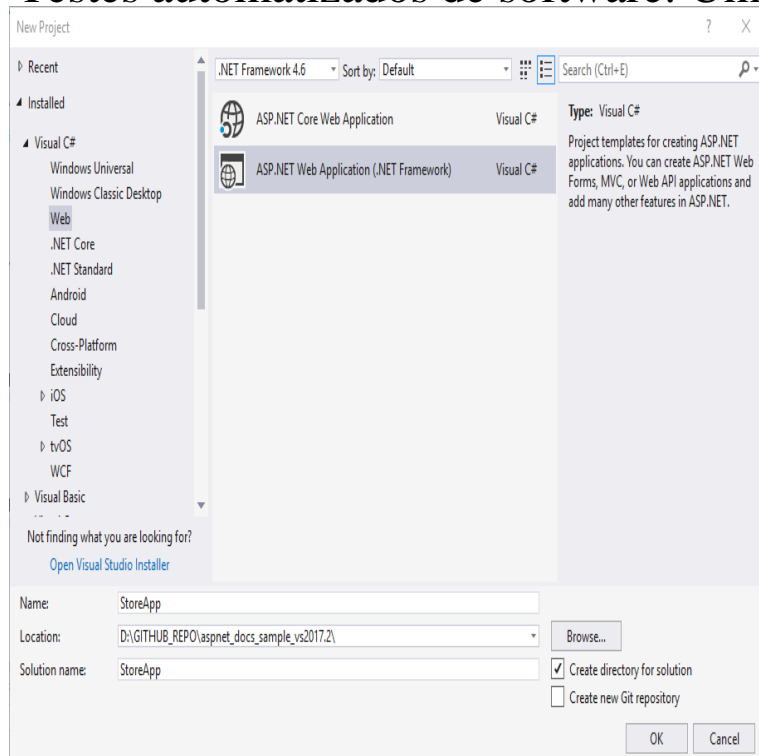 Testes automatizados de software. Um
New Project
? X
Recent
Installed
Visual C#
Windows Universal
Windows Classic Desktop
Web
.NET Core
.NET Standard
Android
Cloud
Cross-Platform
Extensibility
iOS
Test
tvOS
WCF
Visual Basic
Not finding what you are looking for?
Open Visual Studio Installer
.NET Framework 4.6 Sort by: Default
ASP.NET Core Web Application Visual C#
ASP.NET Web Application (.NET Framework) Visual C#
Search (Ctrl+E)
Type: Visual C#
Project templates for creating ASP.NET
applications. You can create ASP.NET Web
Forms, MVC, or Web API applications and
add many other features in ASP.NET.
Name: StoreApp
Location: D:\GITHUB_REPO\aspnet_docs_sample_vs2017.2\ Browse...
Solution name: StoreApp
Create directory for solution
Create new Git repository
OK Cancel